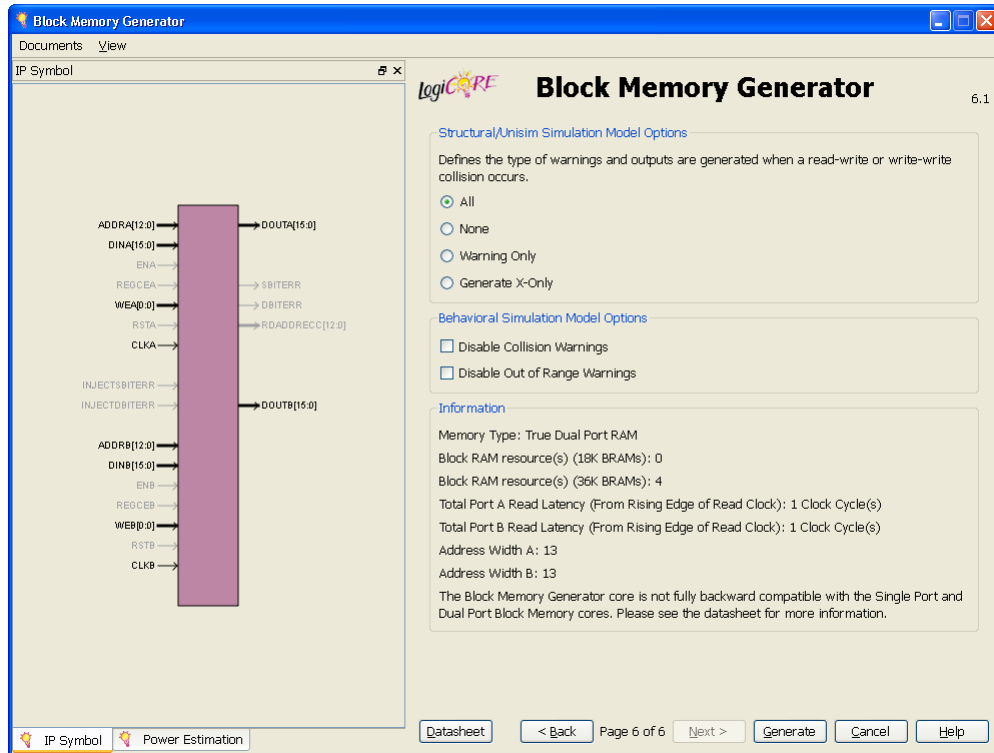 Block Memory Generator
Documents View
IP Symbol
ADDRA[12:0]
DINA[15:0]
ENA
REGCEA
WEA[0:0]
RSTA
CLKA
INJECTSBITERR
INJECTDBITERR
ADDRB[12:0]
DINB[15:0]
ENB
REGCEB
WEB[0:0]
RSTB
CLKB
DOUTA[15:0]
SBITERR
DBITERR
RDADDRECC[12:0]
DOUTB[15:0]
IP Symbol
Power Estimation
LogiCORE
Block Memory Generator
6.1
Structural/Unisim Simulation Model Options
Defines the type of warnings and outputs are generated when a read-write or write-write
collision occurs.
All
None
Warning Only
Generate X-Only
Behavioral Simulation Model Options
Disable Collision Warnings
Disable Out of Range Warnings
Information
Memory Type: True Dual Port RAM
Block RAM resource(s) (18K BRAMs): 0
Block RAM resource(s) (36K BRAMs): 4
Total Port A Read Latency (From Rising Edge of Read Clock): 1 Clock Cycle(s)
Total Port B Read Latency (From Rising Edge of Read Clock): 1 Clock Cycle(s)
Address Width A: 13
Address Width B: 13
The Block Memory Generator core is not fully backward compatible with the Single Port and
Dual Port Block Memory cores. Please see the datasheet for more information.
Datasheet
< Back Page 6 of 6 Next > Generate Cancel Help